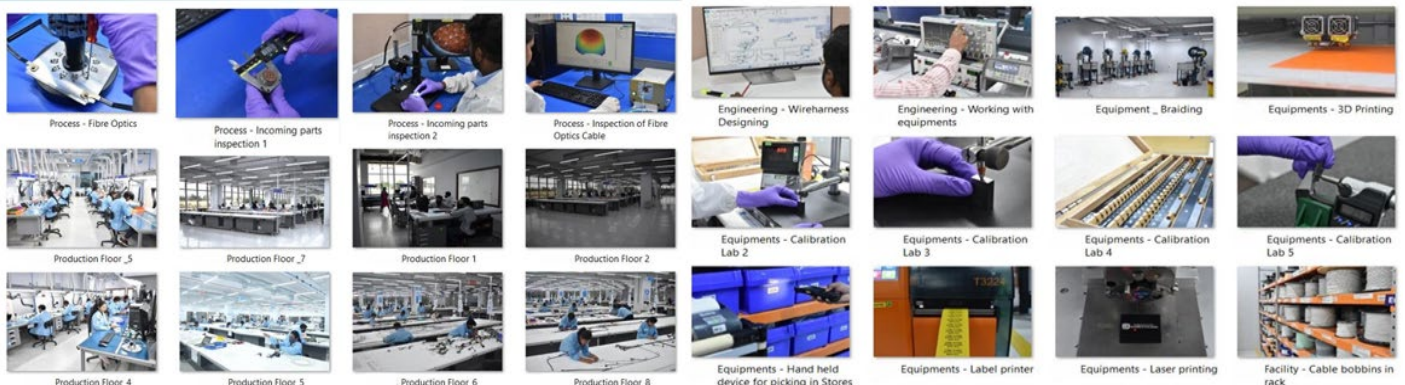 Process - Fibre Optics
Process - Incoming parts
inspection 1
Process - Incoming parts
inspection 2
Process - Inspection of Fibre
Optics Cable
Engineering - Wireharness
Designing
Engineering - Working with
equipments
Equipment _ Braiding
Equipments - 3D Printing
Production Floor _5
Production Floor _7
Production Floor 1
Production Floor 2
Equipments - Calibration
Lab 2
Equipments - Calibration
Lab 3
Equipments - Calibration
Lab 4
Equipments - Calibration
Lab 5
T3224
Production Floor 4
Production Floor 5
Production Floor 6
Production Floor 8
Equipments - Hand held
device for picking in Stores
Equipments - Label printer
Equipments - Laser printing
Facility - Cable bobbins in
rack